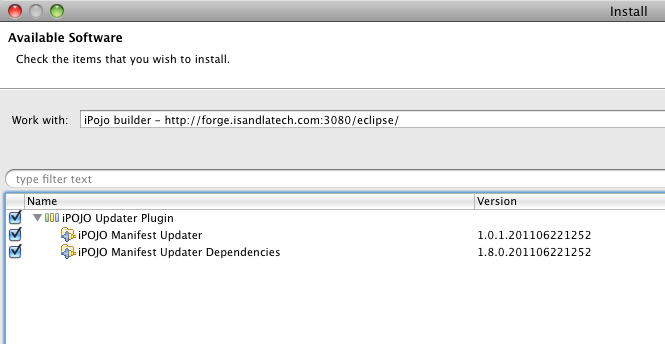 Install
Available Software
Check the items that you wish to install.
Work with: iPojo builder - http://forge.isandlatech.com:3080/eclipse/
type filter text
Name Version
iPOJO Updater Plugin
iPOJO Manifest Updater 1.0.1.201106221252
iPOJO Manifest Updater Dependencies 1.8.0.201106221252